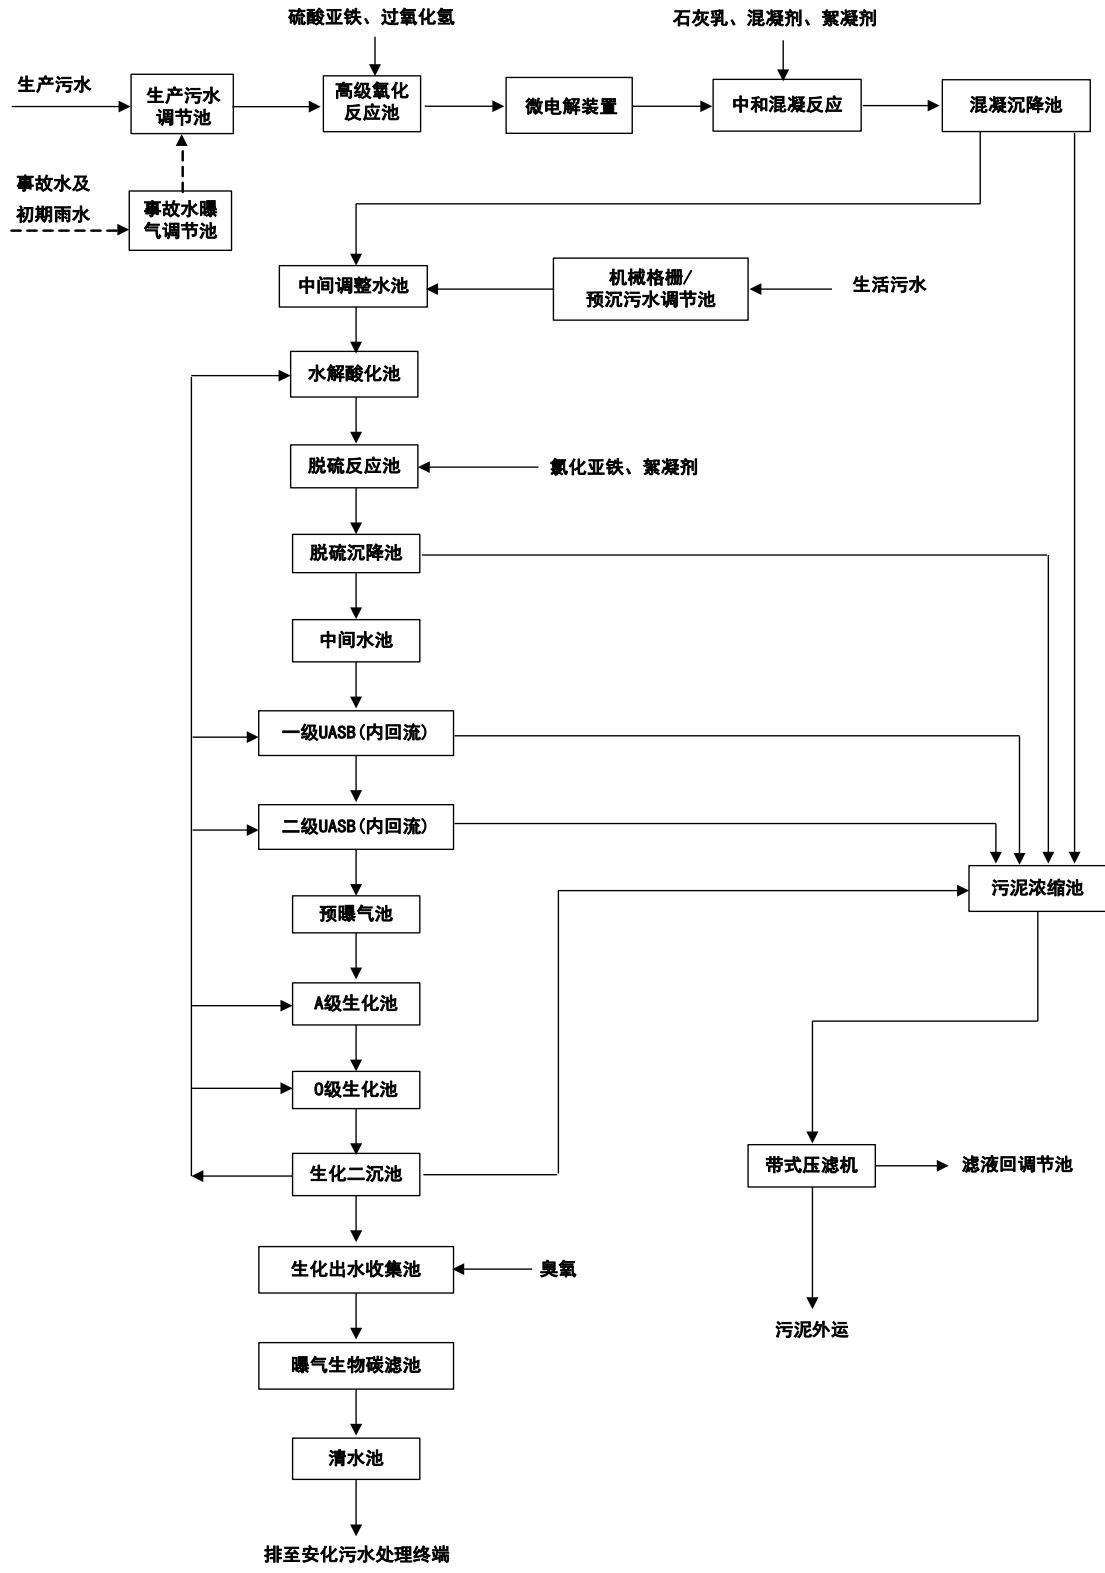 硫酸亚铁、过氧化氢
石灰乳、混凝剂、絮凝剂
生产污水
生产污水
调节池
高级氧化
反应池
微电解装置
中和混凝反应
混凝沉降池
事故水及
初期雨水
事故水曝
气调节池
中间调整水池
机械格栅/
预沉污水调节池
生活污水
水解酸化池
脱硫反应池
氯化亚铁、絮凝剂
脱硫沉降池
中间水池
一级UASB(内回流)
二级UASB(内回流)
污泥浓缩池
预曝气池
A级生化池
O级生化池
生化二沉池
带式压滤机
滤液回调节池
生化出水收集池
臭氧
污泥外运
曝气生物碳滤池
清水池
排至安化污水处理终端